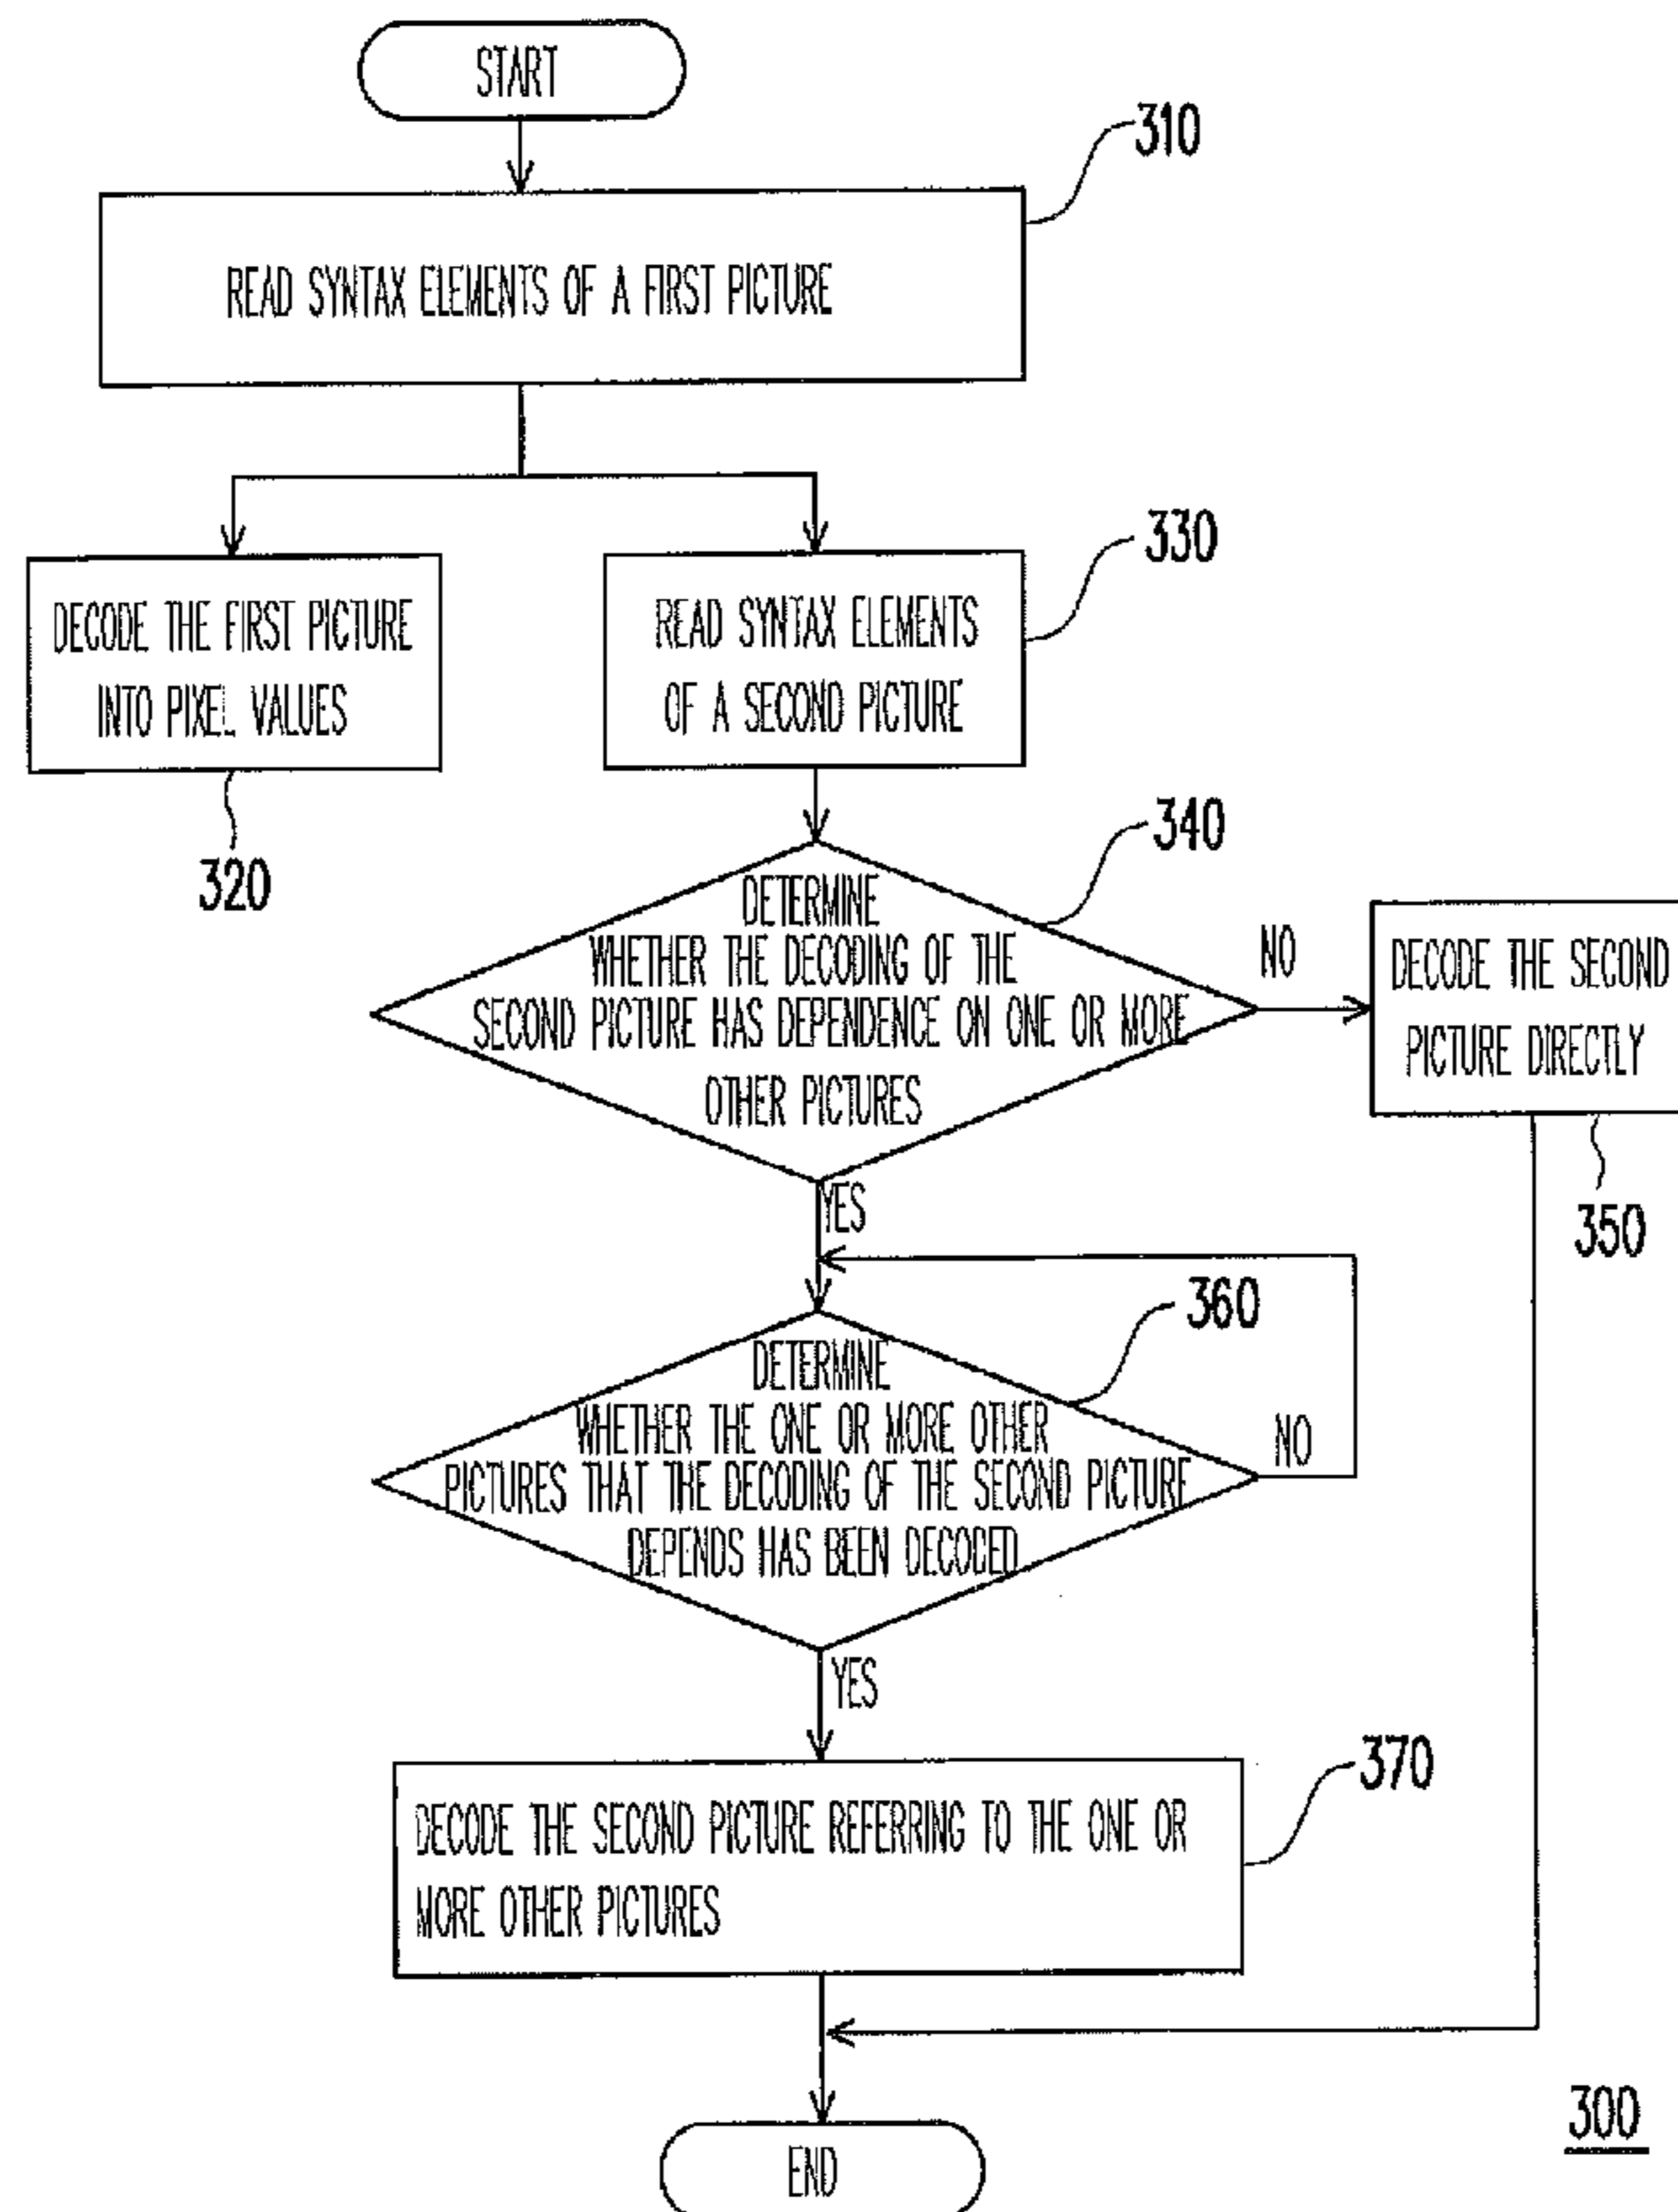 START
310
READ SYNTAX ELEMENTS OF A FIRST PICTURE
DECODE THE FIRST PICTURE
INTO PIXEL VALUES
320
330
READ SYNTAX ELEMENTS
OF A SECOND PICTURE
340
DETERMINE
WHETHER THE DECODING OF THE
SECOND PICTURE HAS DEPENDENCE ON ONE OR MORE
OTHER PICTURES
NO
DECODE THE SECOND
PICTURE DIRECTLY
350
YES
360
DETERMINE
WHETHER THE ONE OR MORE OTHER
PICTURES THAT THE DECODING OF THE SECOND PICTURE
DEPENDS HAS BEEN DECODED
NO
YES
370
DECODE THE SECOND PICTURE REFERRING TO THE ONE OR
MORE OTHER PICTURES
END
300